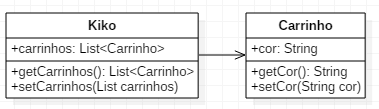 Kiko
+carrinhos: List<Carrinho>
+getCarrinhos(): List<Carrinho>
+setCarrinhos(List carrinhos)
Carrinho
+cor: String
+getCor(): String
+setCor(String cor)